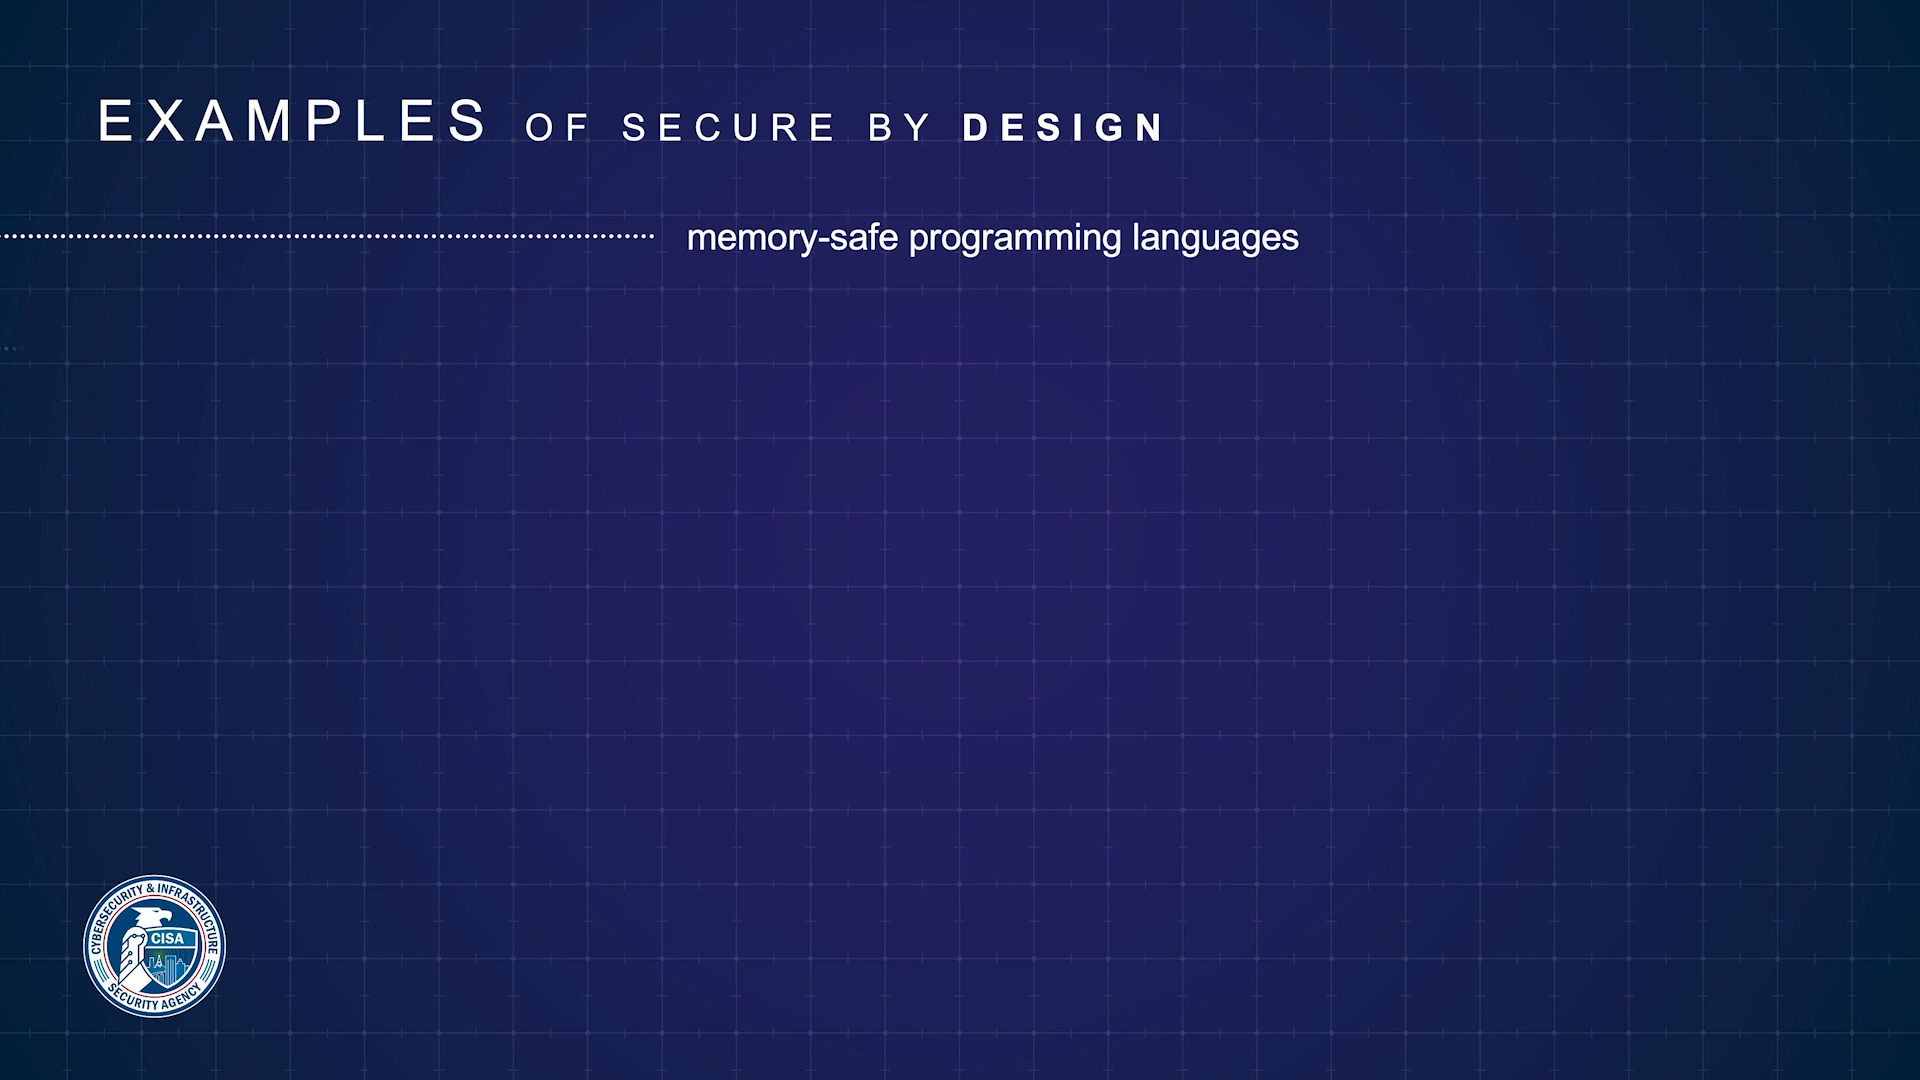 EXAMPLES OF SECURE BY DESIGN
memory-safe programming languages
CYBERSECURITY & INFRASTRUCTURE
CISA
SECURITY AGENCY